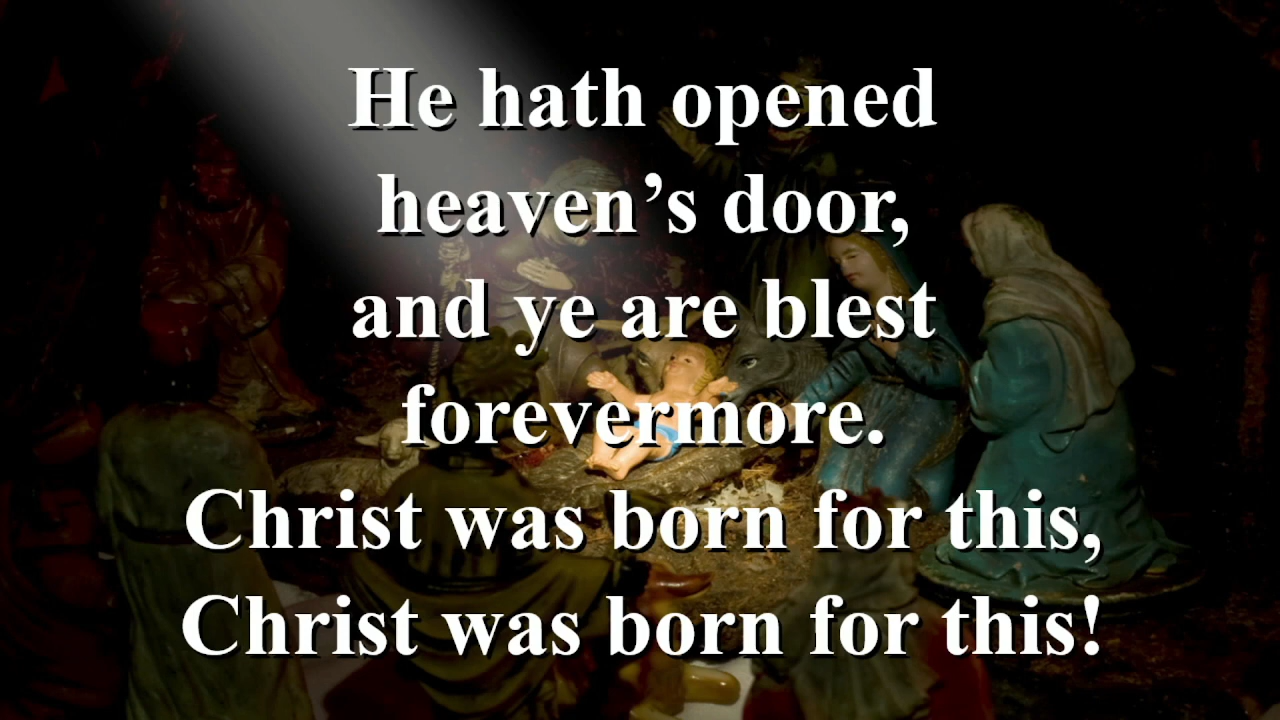 He hath opened
heaven’s door,
and ye are blest
forevermore.
Christ was born for this,
Christ was born for this!